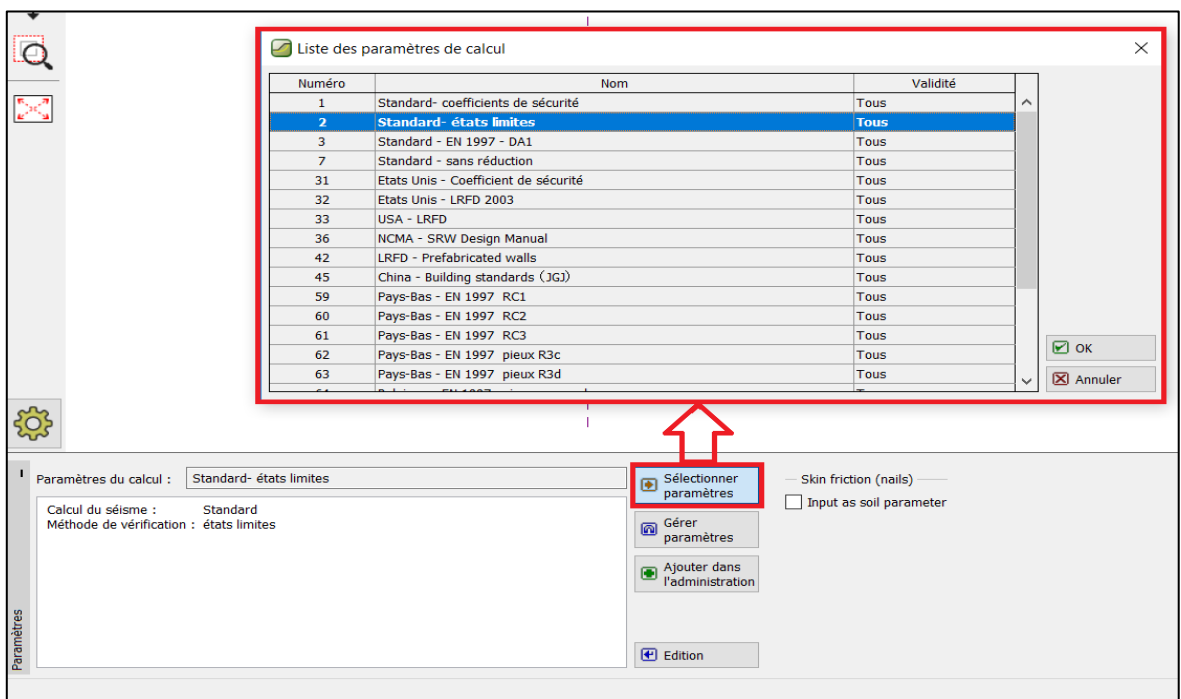 Liste des paramètres de calcul
Numéro Nom Validité
1 Standard- coefficients de sécurité Tous
2 Standard- états limites Tous
3 Standard - EN 1997 - DA1 Tous
7 Standard - sans réduction Tous
31 Etats Unis - Coefficient de sécurité Tous
32 Etats Unis - LRFD 2003 Tous
33 USA - LRFD Tous
36 NCMA - SRW Design Manual Tous
42 LRFD - Prefabricated walls Tous
45 China - Building standards（JGJ） Tous
59 Pays-Bas - EN 1997 RC1 Tous
60 Pays-Bas - EN 1997 RC2 Tous
61 Pays-Bas - EN 1997 RC3 Tous
62 Pays-Bas - EN 1997 pieux R3c Tous
63 Pays-Bas - EN 1997 pieux R3d Tous
OK
Annuler
Paramètres du calcul : Standard- états limites
Calcul du séisme : Standard
Méthode de vérification : états limites
Sélectionner
paramètres
Gérer
paramètres
Ajouter dans
l'administration
Edition
Skin friction (nails)
Input as soil parameter
Paramètres